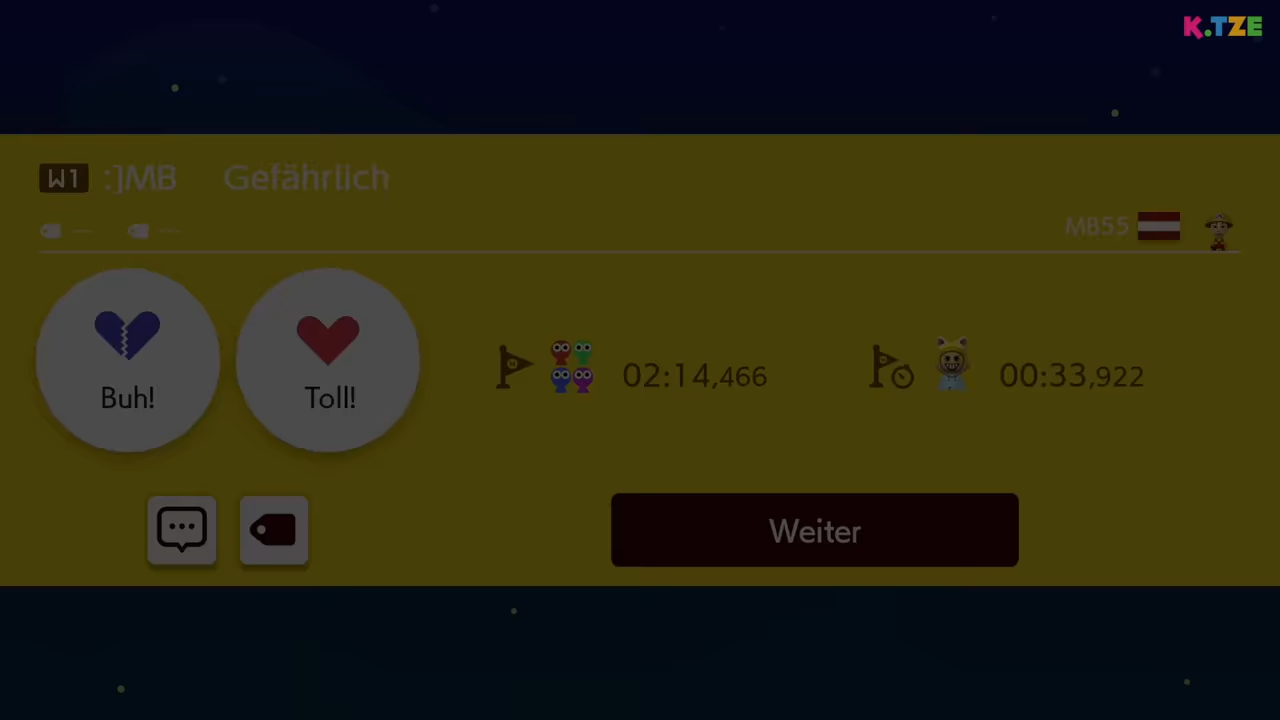 K.TZE
W1 :]MB Gefährlich
MB55
Buh!
Toll!
02:14,466
00:33,922
Weiter